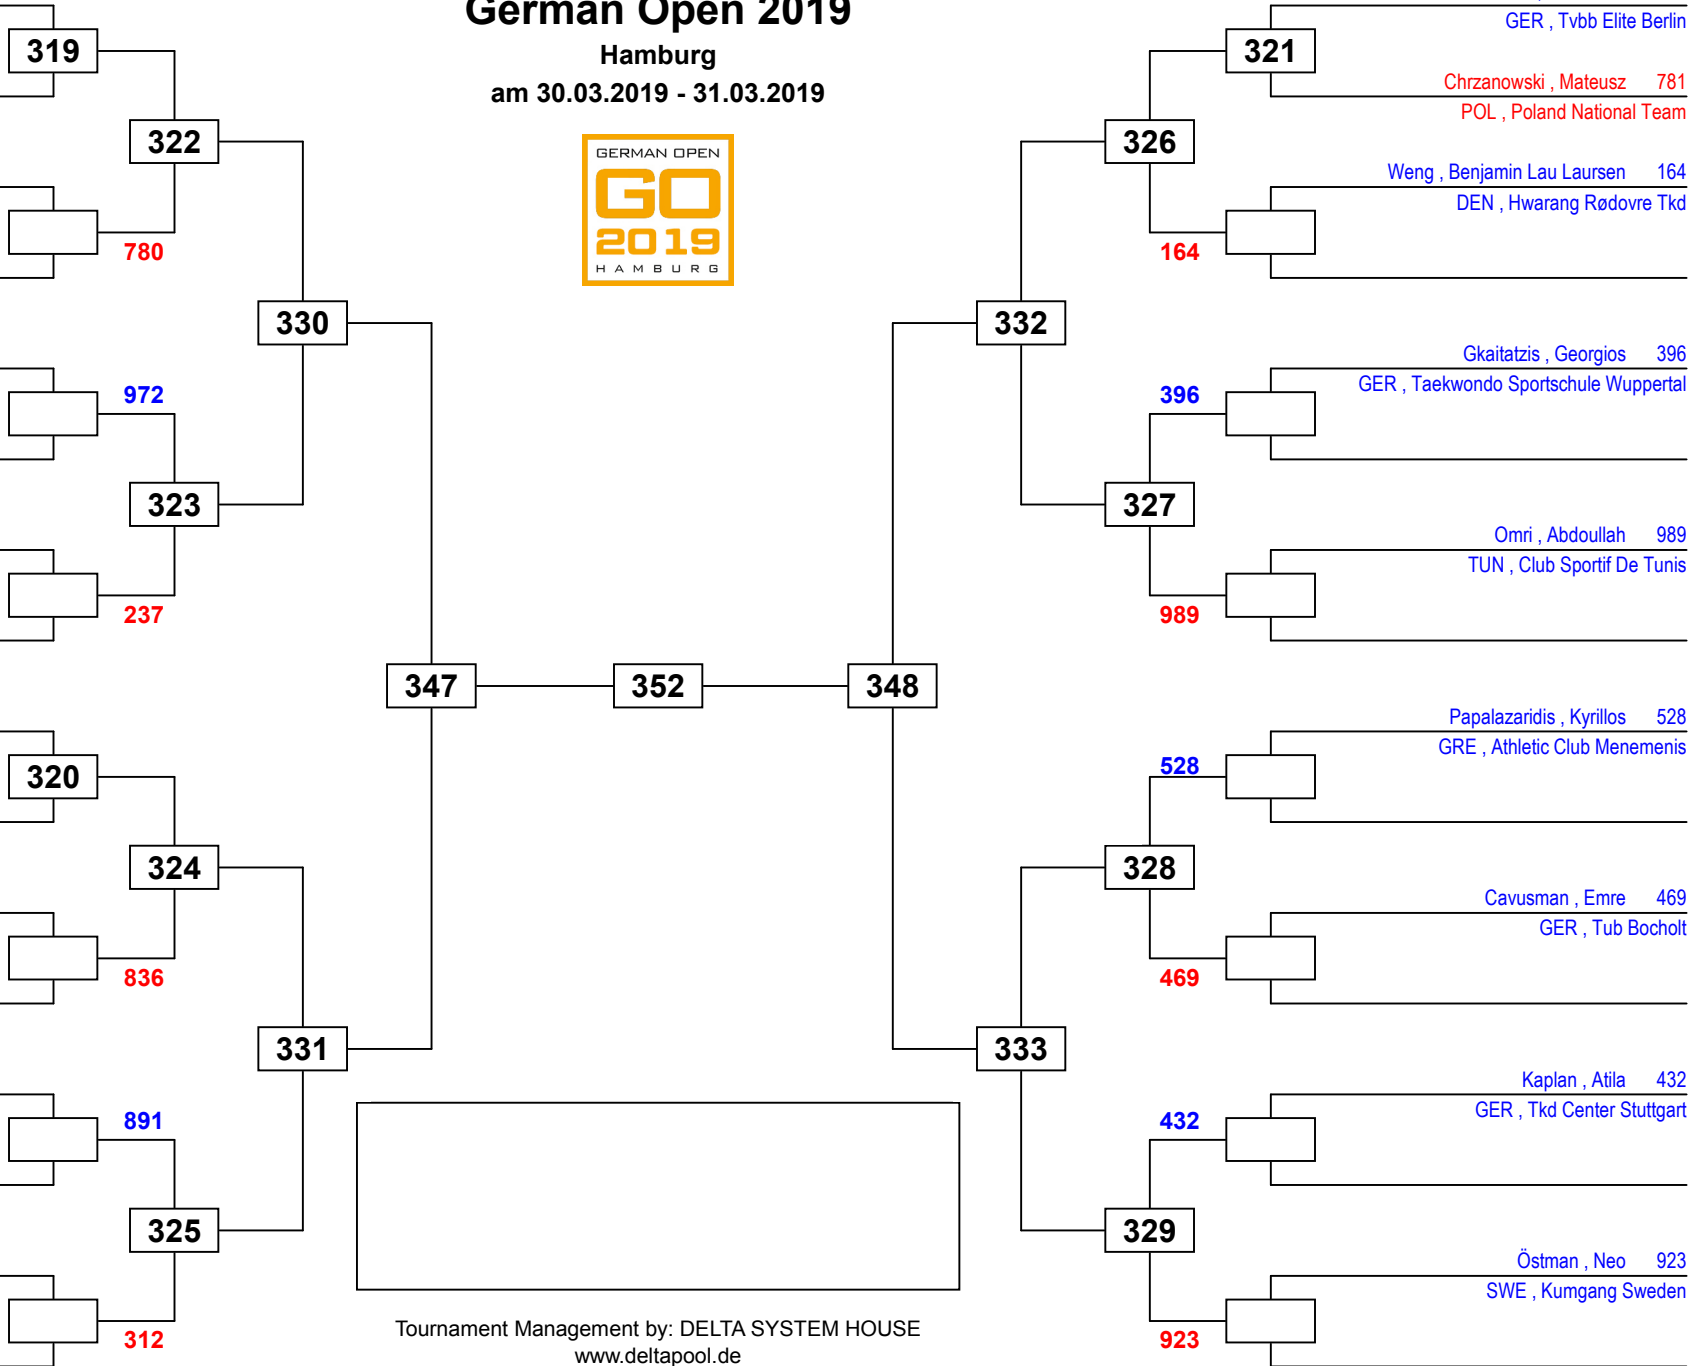 German Open 2019
Hamburg
am 30.03.2019 - 31.03.2019
GERMAN OPEN
GO
2019
HAMBURG
319
322
780
330
972
323
237
347
352
348
320
324
836
331
891
325
312
GER , Tvbb Elite Berlin
321
Chrzanowski , Mateusz 781
POL , Poland National Team
326
Weng , Benjamin Lau Laursen 164
DEN , Hwarang Rødovre Tkd
164
332
Gkaitatzis , Georgios 396
GER , Taekwondo Sportschule Wuppertal
396
327
Omri , Abdoullah 989
TUN , Club Sportif De Tunis
989
Papalazaridis , Kyrillos 528
GRE , Athletic Club Menemenis
528
328
Cavusman , Emre 469
GER , Tub Bocholt
469
333
Kaplan , Atila 432
GER , Tkd Center Stuttgart
432
329
Östman , Neo 923
SWE , Kumgang Sweden
923
Tournament Management by: DELTA SYSTEM HOUSE
www.deltapool.de